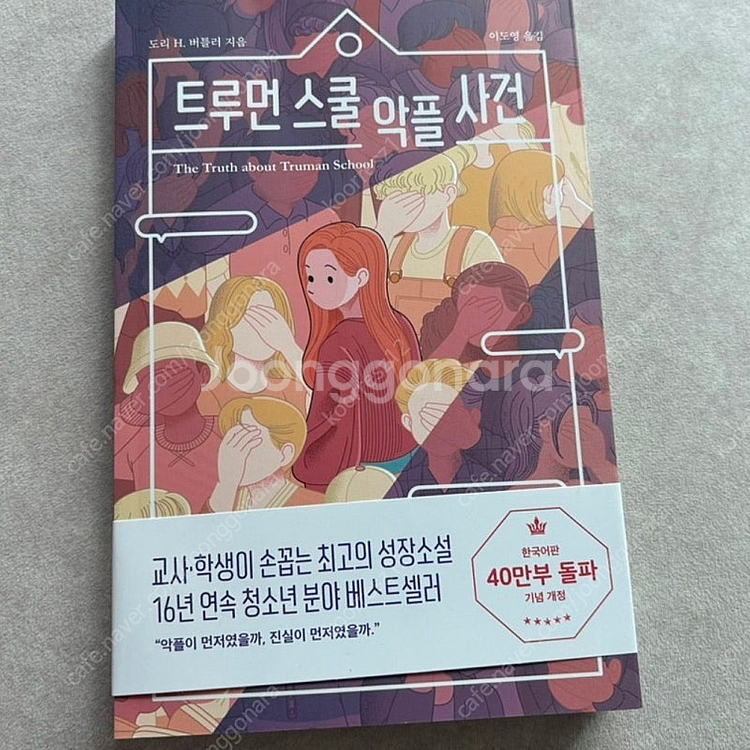 도리 H. 버틀러 지음
이도영 옮김
트루먼 스쿨 악플 사건
The Truth about Truman School
joonggonara
교사·학생이 손꼽는 최고의 성장소설
16년 연속 청소년 분야 베스트셀러
"악플이 먼저였을까, 진실이 먼저였을까."
한국어판
40만부 돌파
기념 개정